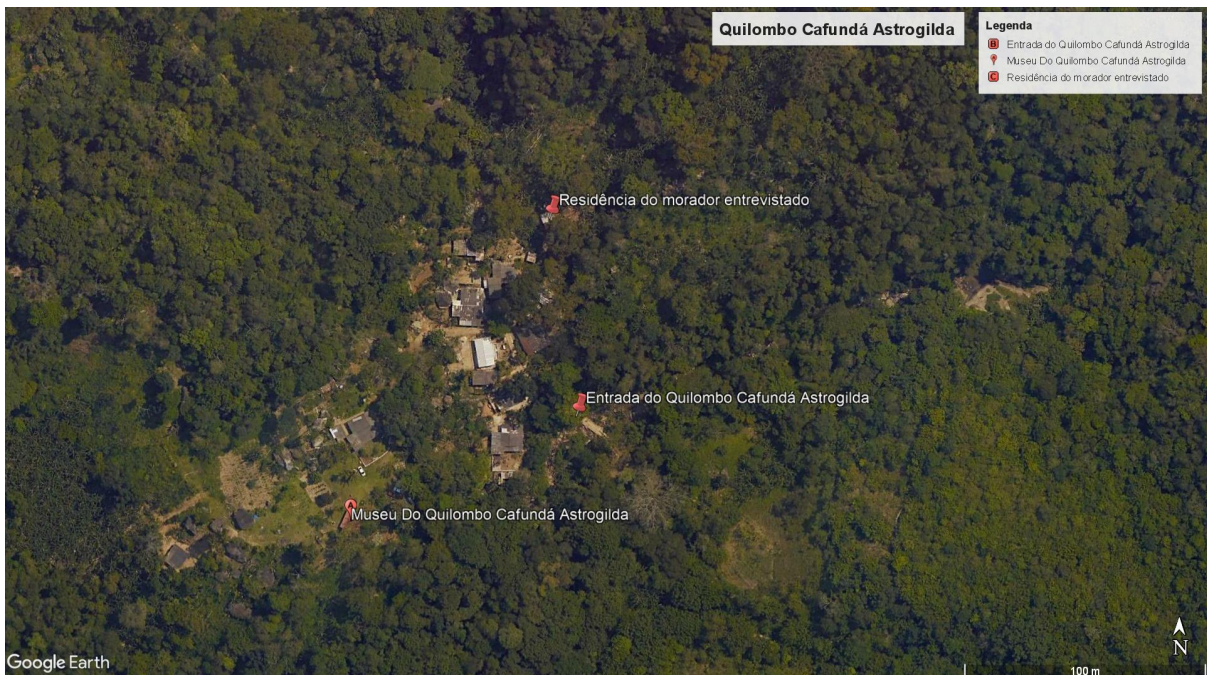 Quilombo Cafundá Astrogilda
Legenda
B Entrada do Quilombo Cafundá Astrogilda
Museu Do Quilombo Cafundá Astrogilda
C Residência do morador entrevistado
Residência do morador entrevistado
Entrada do Quilombo Cafundá Astrogilda
A
Museu Do Quilombo Cafundá Astrogilda
N
Google Earth
100 m